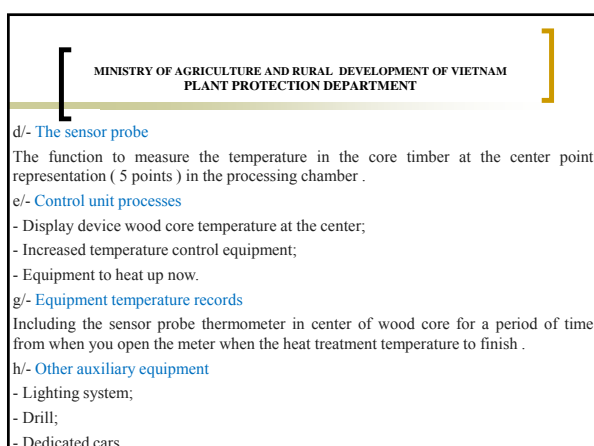 MINISTRY OF AGRICULTURE AND RURAL DEVELOPMENT OF VIETNAM
PLANT PROTECTION DEPARTMENT
d/- The sensor probe
The function to measure the temperature in the core timber at the center point
representation ( 5 points ) in the processing chamber .
e/- Control unit processes
- Display device wood core temperature at the center;
- Increased temperature control equipment;
- Equipment to heat up now.
g/- Equipment temperature records
Including the sensor probe thermometer in center of wood core for a period of time
from when you open the meter when the heat treatment temperature to finish .
h/- Other auxiliary equipment
- Lighting system;
- Drill;
- Dedicated cars